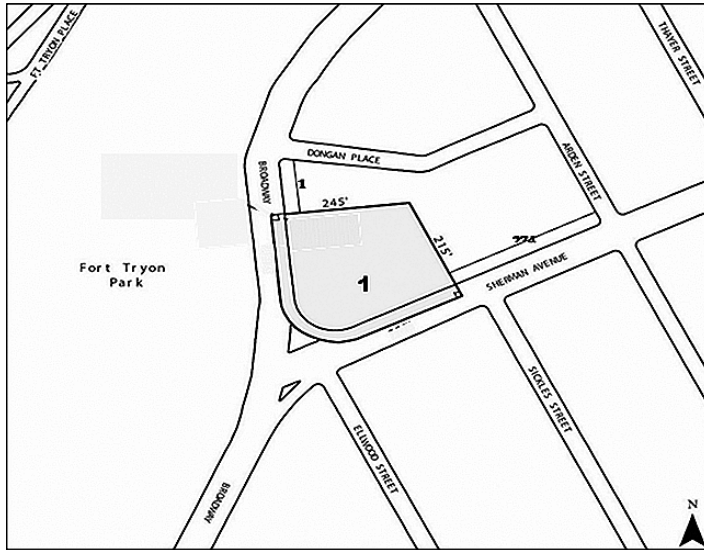 FT. TRYON PLACE
THAYER STREET
DONGAN PLACE
ARDEN STREET
BROADWAY
1
245'
215'
Fort Tryon
Park
1
SHERMAN AVENUE
SICKLES STREET
ELLWOOD STREET
BROADWAY
N